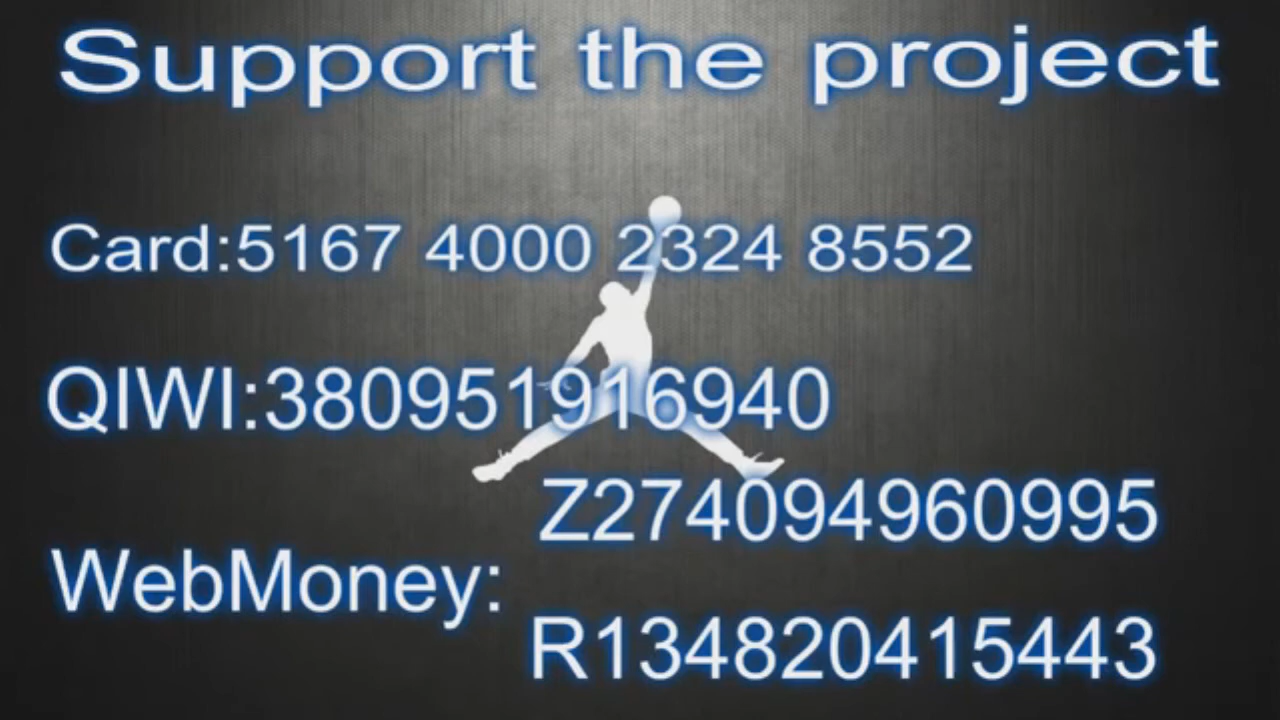 Support the project
Card:5167 4000 2324 8552
QIWI:380951916940
Z274094960995
WebMoney:
R134820415443